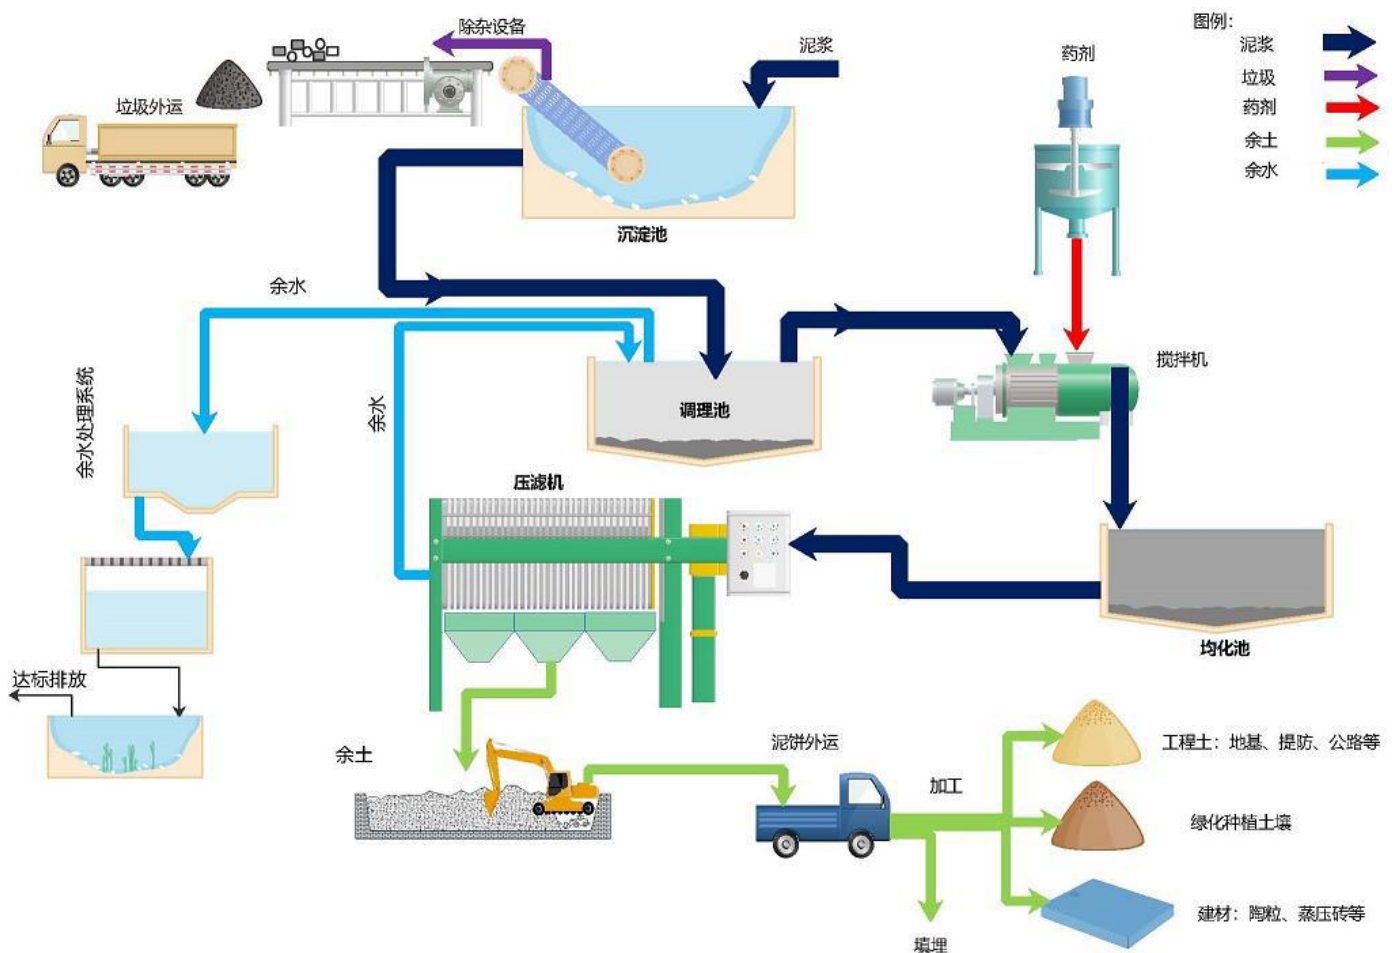 图例:
泥浆
垃圾
药剂
余土
余水
除杂设备
泥浆
药剂
垃圾外运
沉淀池
余水
搅拌机
余水处理系统
余水
调理池
压滤机
均化池
达标排放
余土
泥饼外运
加工
工程土：地基、提防、公路等
绿化种植土壤
建材：陶粒、蒸压砖等
填埋